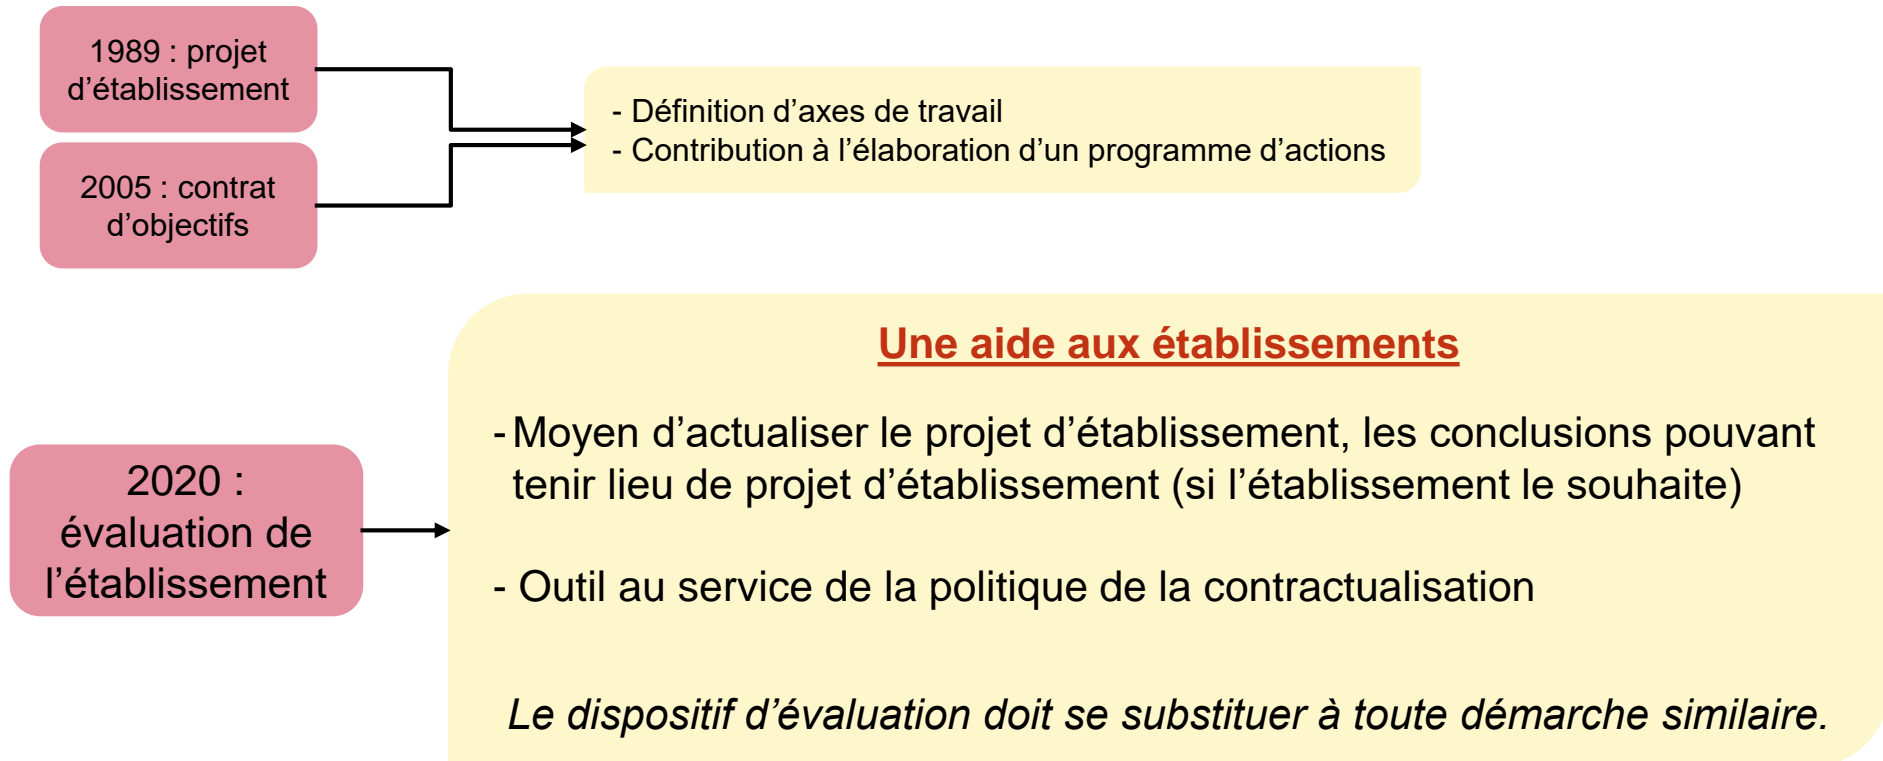 1989 : projet
d’établissement
- Définition d’axes de travail
- Contribution à l’élaboration d’un programme d’actions
2005 : contrat
d’objectifs
Une aide aux établissements
- Moyen d’actualiser le projet d’établissement, les conclusions pouvant
tenir lieu de projet d’établissement (si l’établissement le souhaite)
2020 :
évaluation de
l’établissement
- Outil au service de la politique de la contractualisation
Le dispositif d’évaluation doit se substituer à toute démarche similaire.